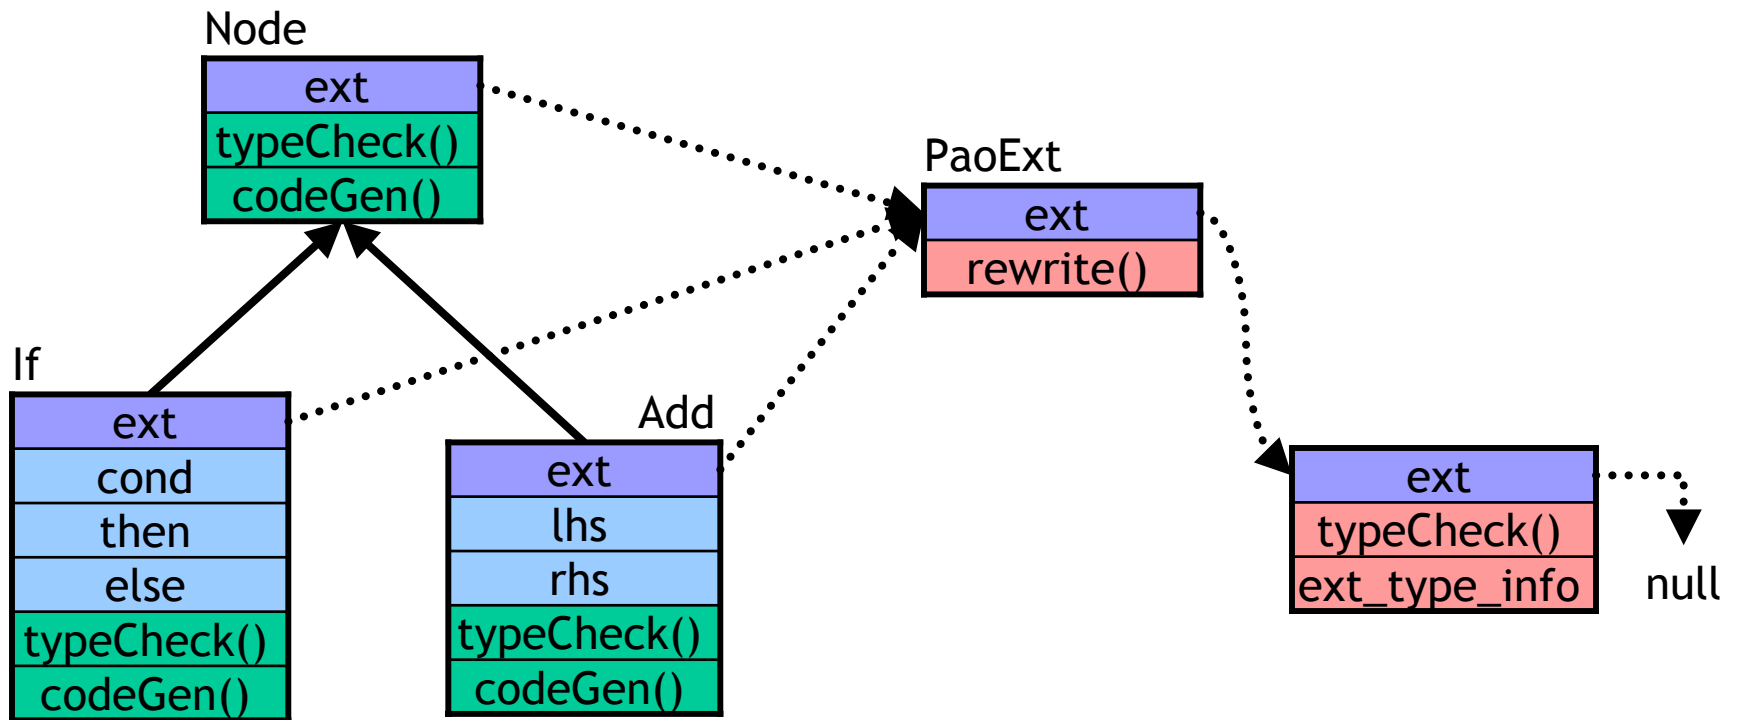 Node
ext
typeCheck()
codeGen()
PaoExt
ext
rewrite()
If
ext
cond
then
else
typeCheck()
codeGen()
Add
ext
lhs
rhs
typeCheck()
codeGen()
ext
typeCheck()
ext_type_info
null